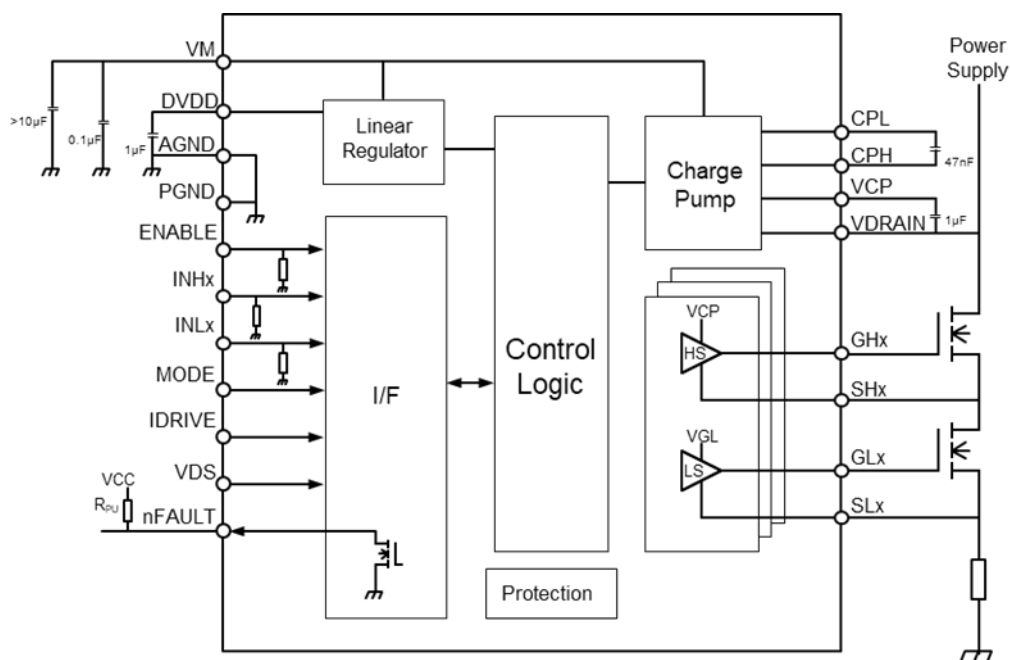 VM
DVDD
AGND
PGND
ENABLE
INHx
INLx
MODE
IDRIVE
VDS
VCC
RPU
nFAULT
>10µF
0.1µF
1µF
Linear
Regulator
I/F
Control
Logic
Protection
Charge
Pump
VCP
HS
VGL
LS
CPL
CPH
VCP
VDRAIN
GHx
SHx
GLx
SLx
47nF
1µF
Power
Supply